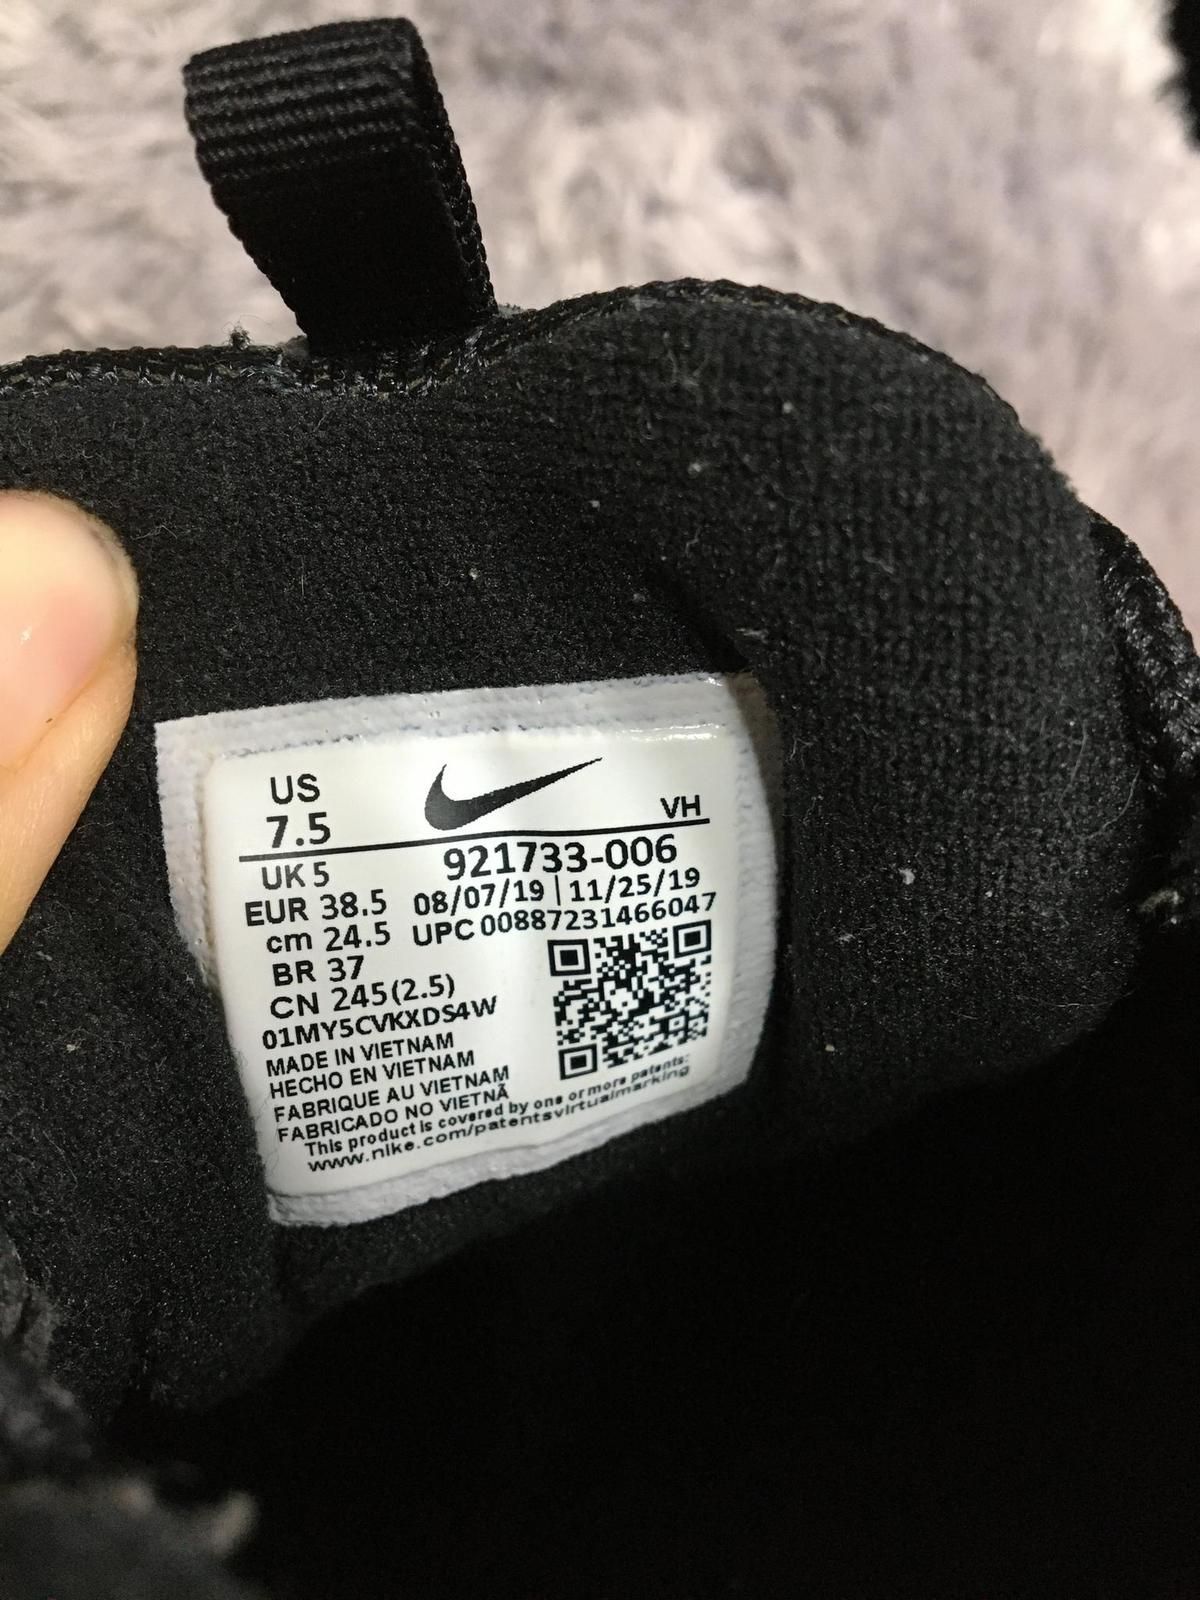 US
7.5
VH
UK 5
921733-006
EUR 38.5
08/07/19 | 11/25/19
cm 24.5
UPC 00887231466047
BR 37
CN 245(2.5)
01MY5CVKXDS4W
MADE IN VIETNAM
HECHO EN VIETNAM
FABRIQUE AU VIETNAM
FABRICADO NO VIETNÃ
This product is covered by one or more patents:
www.nike.com/patentsvirtualmarking